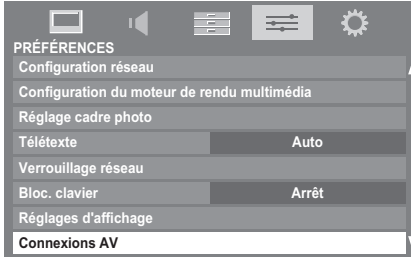 PRÉFÉRENCES
Configuration réseau
Configuration du moteur de rendu multimédia
Réglage cadre photo
Télétexte Auto
Verrouillage réseau
Bloc. clavier Arrêt
Réglages d'affichage
Connexions AV